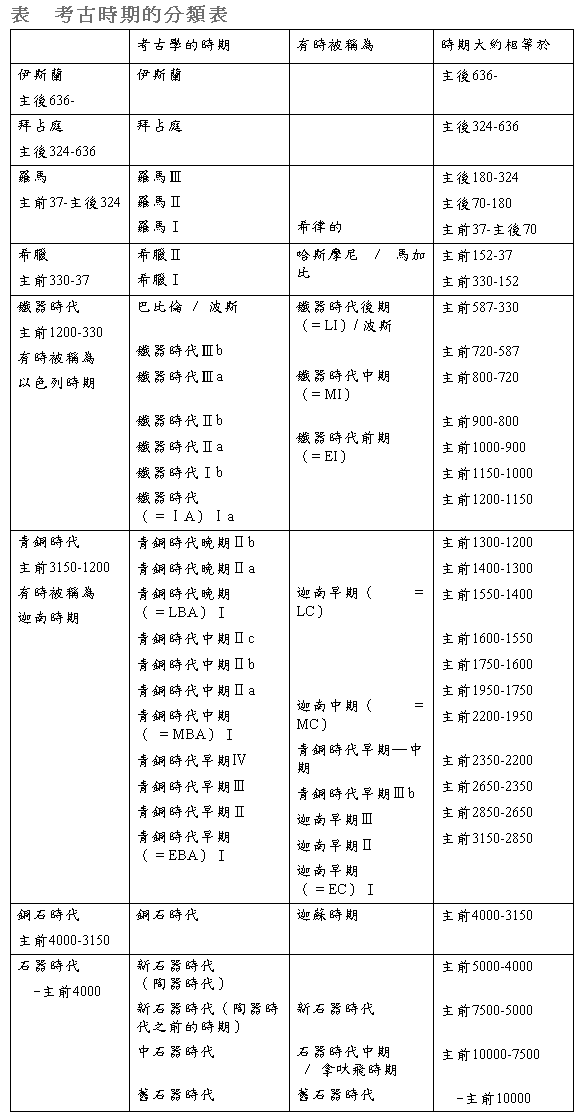 表　考古時期的分類表
考古學的時期 有時被稱為 時期大約相等於
伊斯蘭 伊斯蘭 主後636-
主後636-
拜占庭 拜占庭 主後324-636
主後324-636
羅馬 羅馬Ⅲ 主後180-324
主前37-主後324 羅馬Ⅱ 主後70-180
羅馬Ⅰ 希律的 主前37-主後70
希臘 希臘Ⅱ 哈斯摩尼 / 馬加比 主前152-37
主前330-37 希臘Ⅰ 主前330-152
鐵器時代 巴比倫 / 波斯 鐵器時代後期 主前587-330
主前1200-330 (=LI)/波斯
有時被稱為 鐵器時代Ⅲb 主前720-587
以色列時期 鐵器時代Ⅲa 鐵器時代中期 主前800-720
(=MI)
鐵器時代Ⅱb 主前900-800
鐵器時代Ⅱa 鐵器時代前期 主前1000-900
鐵器時代Ⅰb (=EI) 主前1150-1000
鐵器時代 主前1200-1150
(=ⅠA)Ⅰa
青銅時代 青銅時代晚期Ⅱb 主前1300-1200
主前3150-1200 青銅時代晚期Ⅱa 主前1400-1300
有時被稱為 青銅時代晚期 迦南早期( = 主前1550-1400
迦南時期 (=LBA)Ⅰ LC)
青銅時代中期Ⅱc 主前1600-1550
青銅時代中期Ⅱb 主前1750-1600
青銅時代中期Ⅱa 主前1950-1750
青銅時代中期 迦南中期( = 主前2200-1950
( =MBA)Ⅰ MC)
青銅時代早期Ⅳ 青銅時代早期—中期 主前2350-2200
青銅時代早期Ⅲ 青銅時代早期Ⅲb 主前2650-2350
青銅時代早期Ⅱ 迦南早期Ⅲ 主前2850-2650
青銅時代早期 迦南早期Ⅱ 主前3150-2850
(=EBA)Ⅰ 迦南早期
(=EC)Ⅰ
銅石時代 銅石時代 迦蘇時期 主前4000-3150
主前4000-3150
石器時代 新石器時代 主前5000-4000
-主前4000 (陶器時代)
新石器時代(陶器時 新石器時代 主前7500-5000
代之前的時期)
中石器時代 石器時代中期 主前10000-7500
/ 拿吠飛時期
舊石器時代 舊石器時代 -主前10000